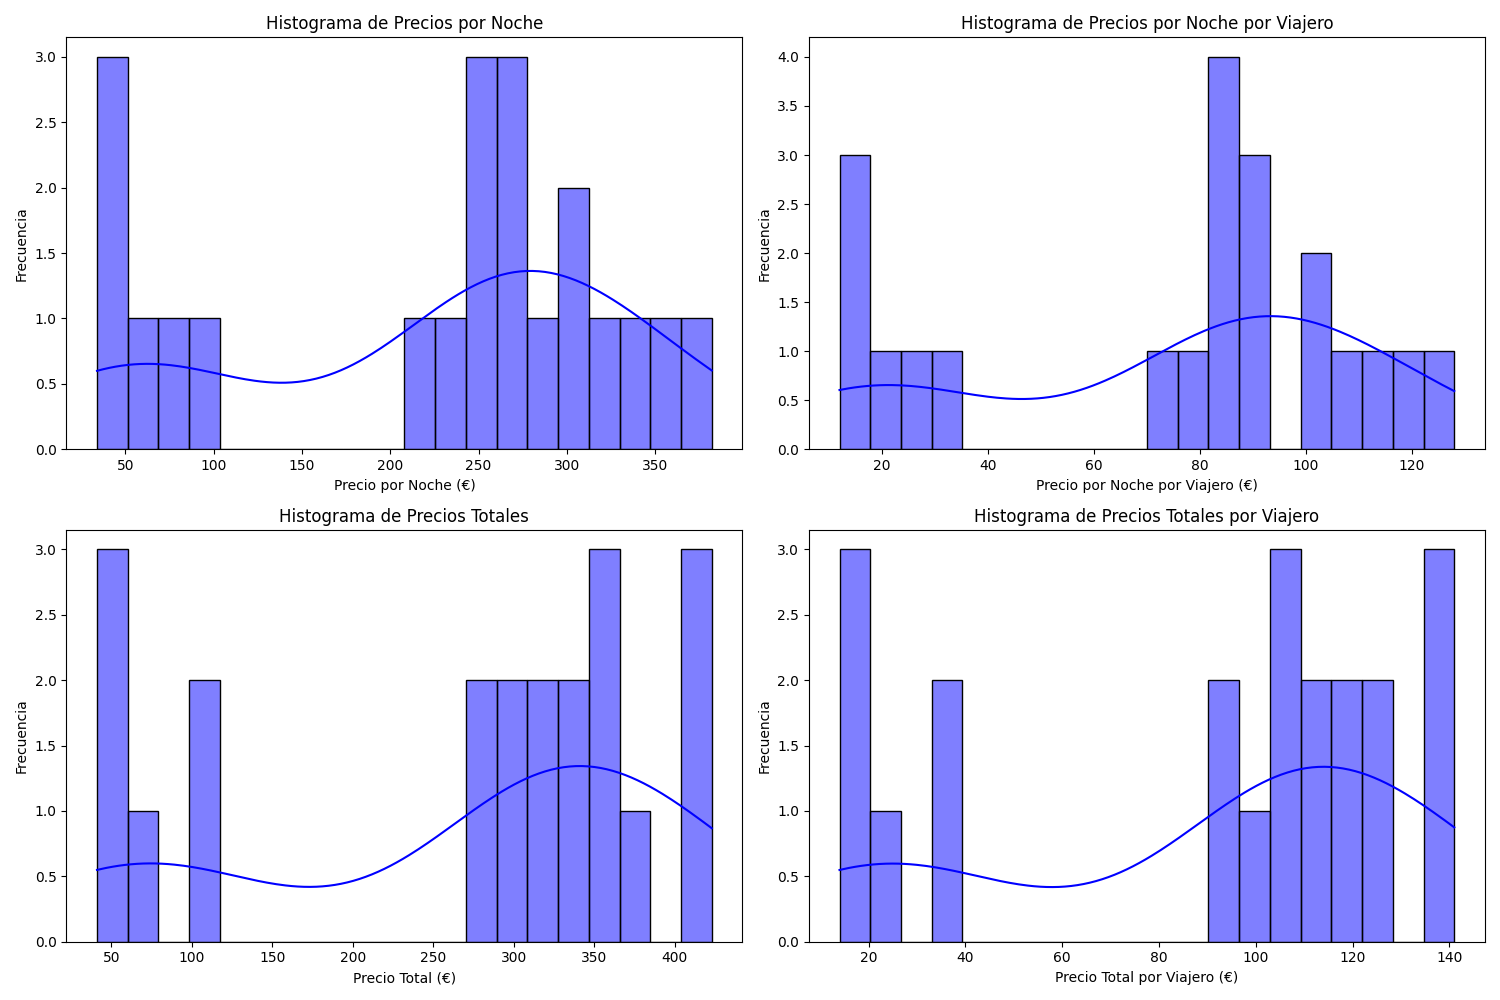 Histograma de Precios por Noche
3.0
2.5
2.0
1.5
1.0
0.5
0.0
Frecuencia
50 100 150 200 250 300 350
Precio por Noche (€)
Histograma de Precios por Noche por Viajero
4.0
3.5
3.0
2.5
2.0
1.5
1.0
0.5
0.0
Frecuencia
20 40 60 80 100 120
Precio por Noche por Viajero (€)
Histograma de Precios Totales
3.0
2.5
2.0
1.5
1.0
0.5
0.0
Frecuencia
50 100 150 200 250 300 350 400
Precio Total (€)
Histograma de Precios Totales por Viajero
3.0
2.5
2.0
1.5
1.0
0.5
0.0
Frecuencia
20 40 60 80 100 120 140
Precio Total por Viajero (€)